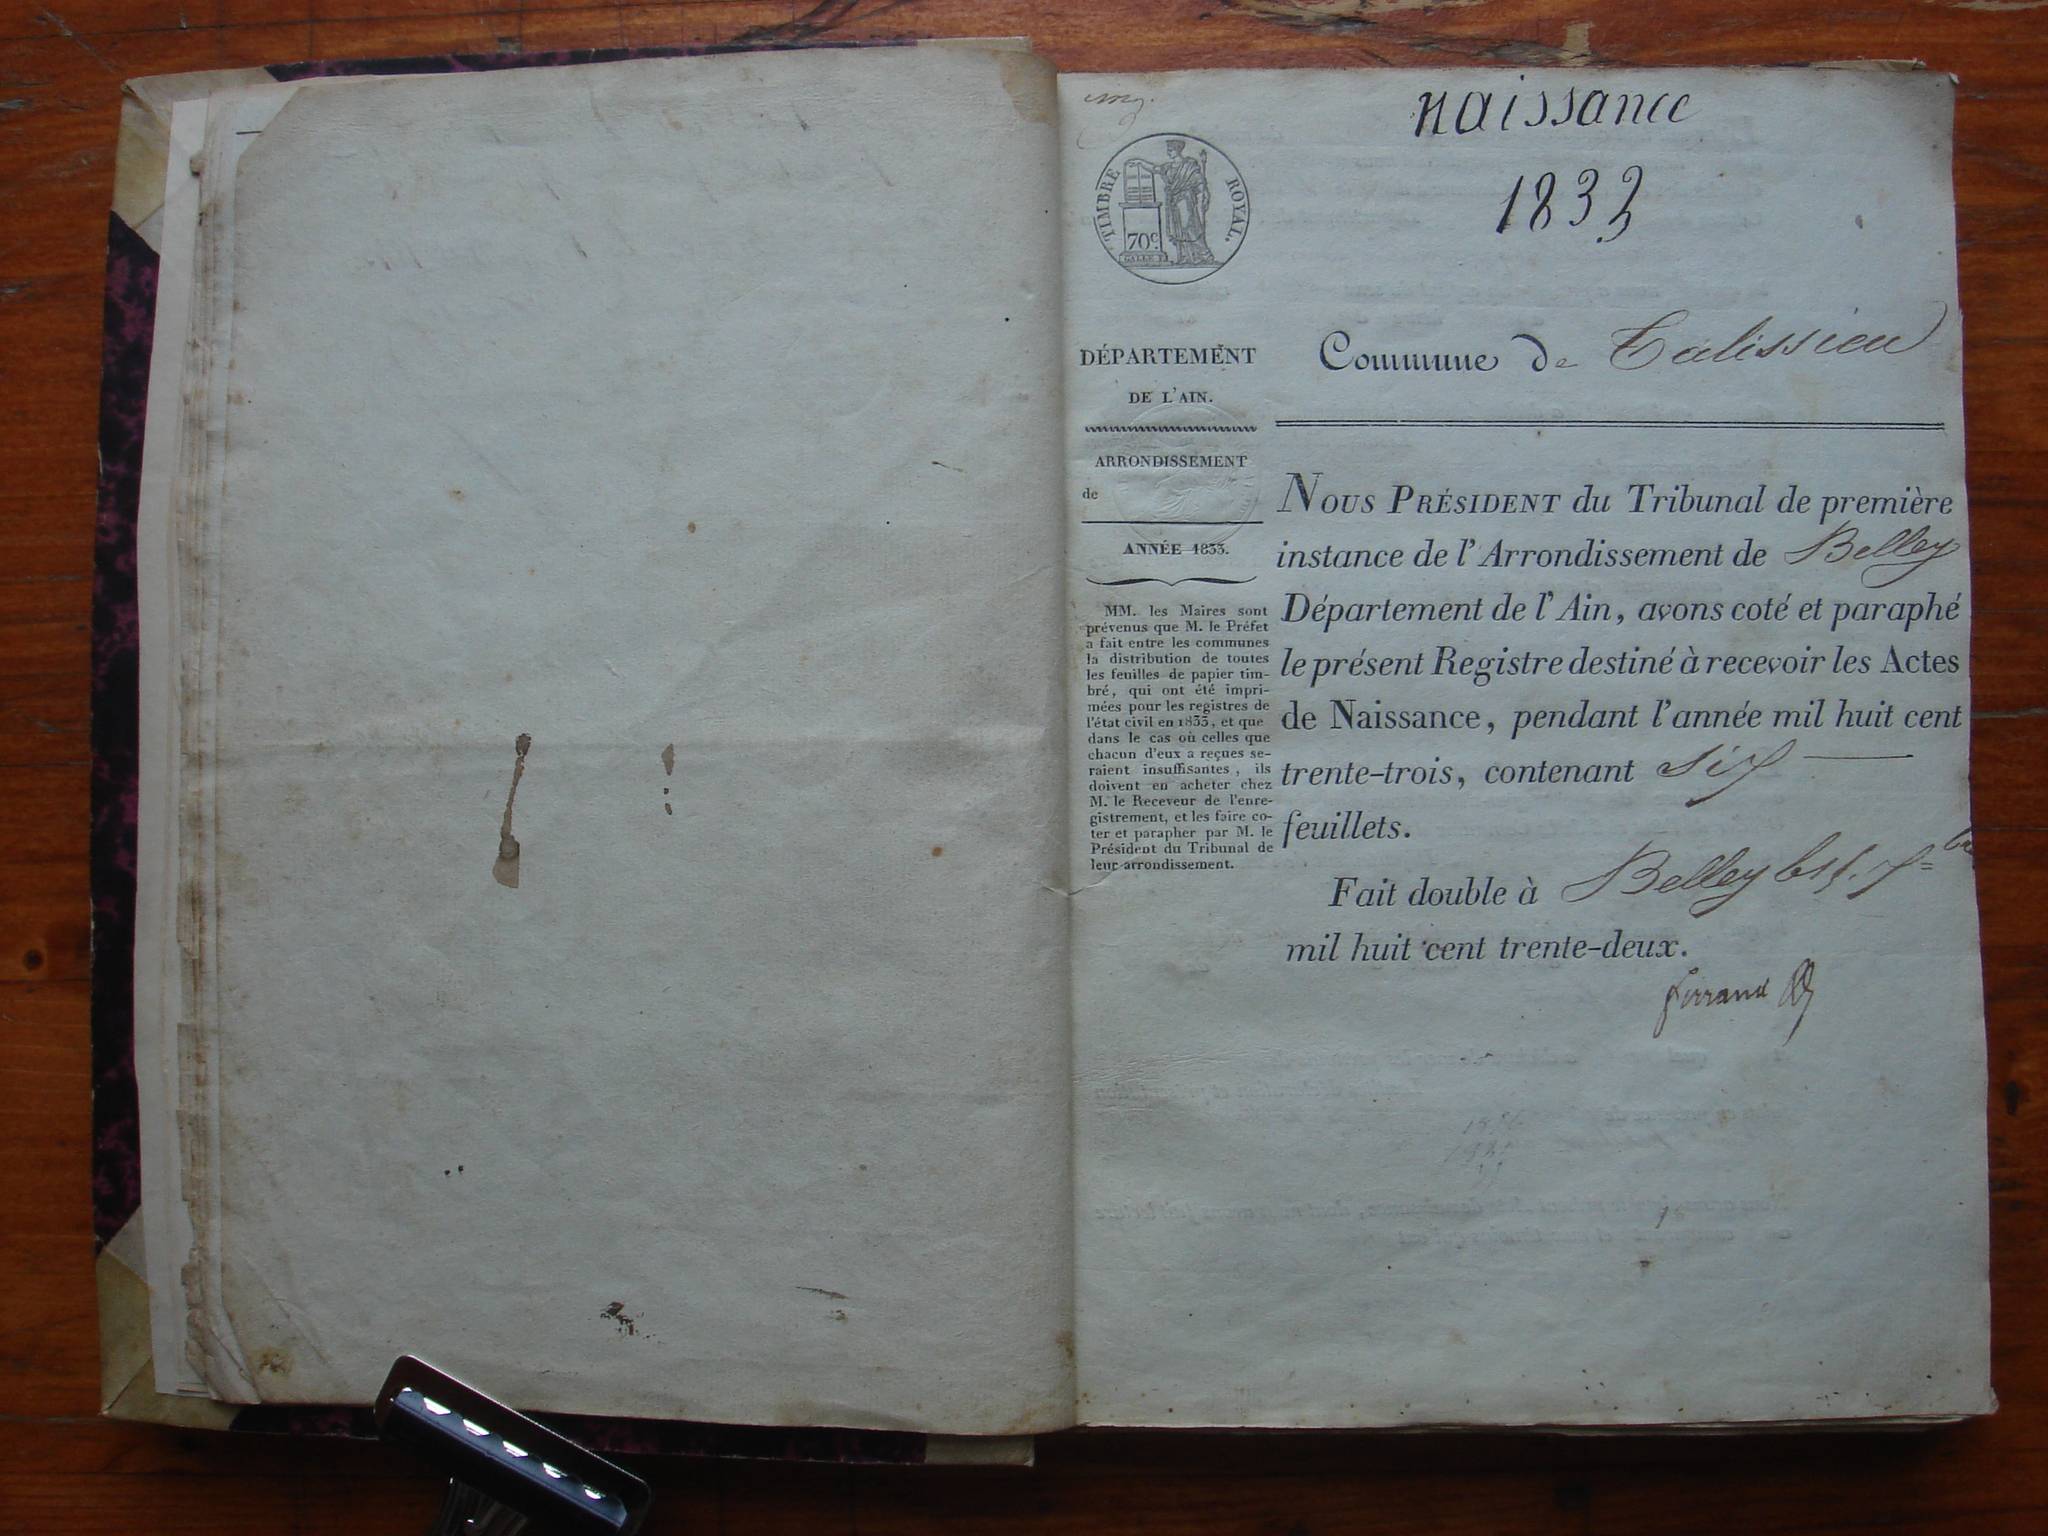 naissance
1833
TIMBRE ROYAL.
70c.
Commune de Talissieu
DÉPARTEMENT
DE L'AIN.
ARRONDISSEMENT
de
ANNÉE 1833.
MM. les Maires sont
prévenus que M. le Préfet
a fait entre les communes
la distribution de toutes
les feuilles de papier tim-
bré, qui ont été impri-
mées pour les registres de
l'état civil en 1833, et que
dans le cas où celles que
chacun d'eux a reçues se-
raient insuffisantes, ils
doivent en acheter chez
M. le Receveur de l'enre-
gistrement, et les faire co-
ter et parapher par M. le
Président du Tribunal de
leur arrondissement.
NOUS PRÉSIDENT du Tribunal de première
instance de l'Arrondissement de Belley
Département de l'Ain, avons coté et paraphé
le présent Registre destiné à recevoir les Actes
de Naissance, pendant l'année mil huit cent
trente-trois, contenant six
feuillets.
Fait double à Belley
mil huit cent trente-deux.